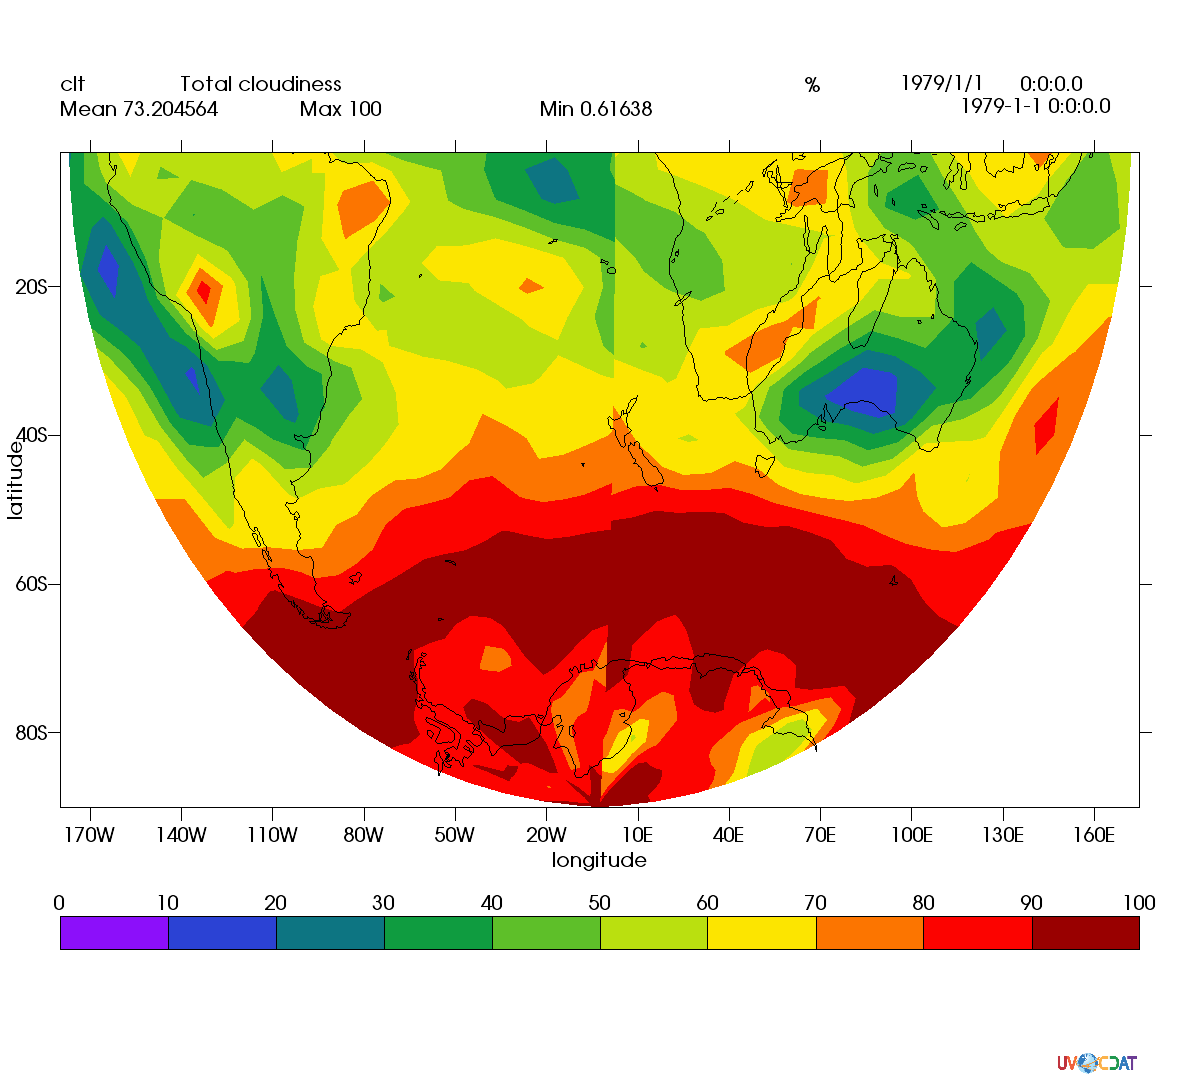 clt Total cloudiness % 1979/1/1 0:0:0.0
Mean 73.204564 Max 100 Min 0.61638 1979-1-1 0:0:0.0
20S
40S
60S
80S
latitude
170W 140W 110W 80W 50W 20W 10E 40E 70E 100E 130E 160E
longitude
0 10 20 30 40 50 60 70 80 90 100
UV CDAT